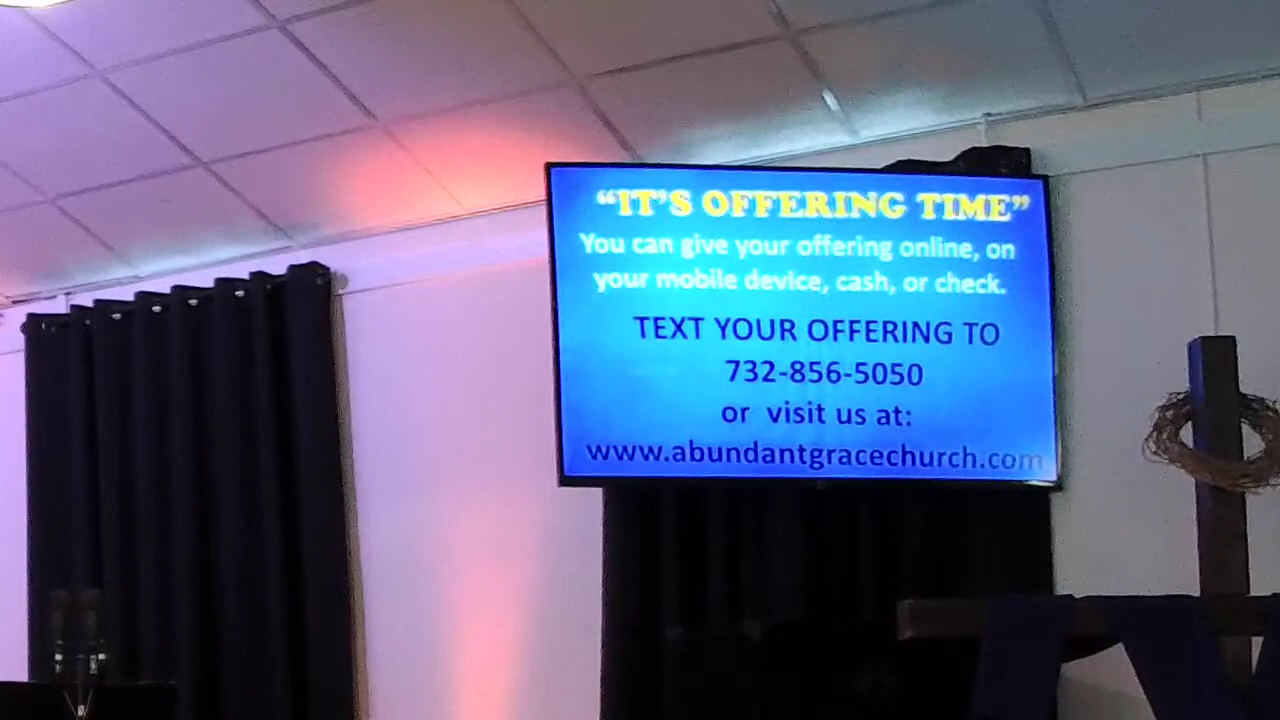 “IT’S OFFERING TIME”
You can give your offering online, on
your mobile device, cash, or check.
TEXT YOUR OFFERING TO
732-856-5050
or visit us at:
www.abundantgracechurch.com